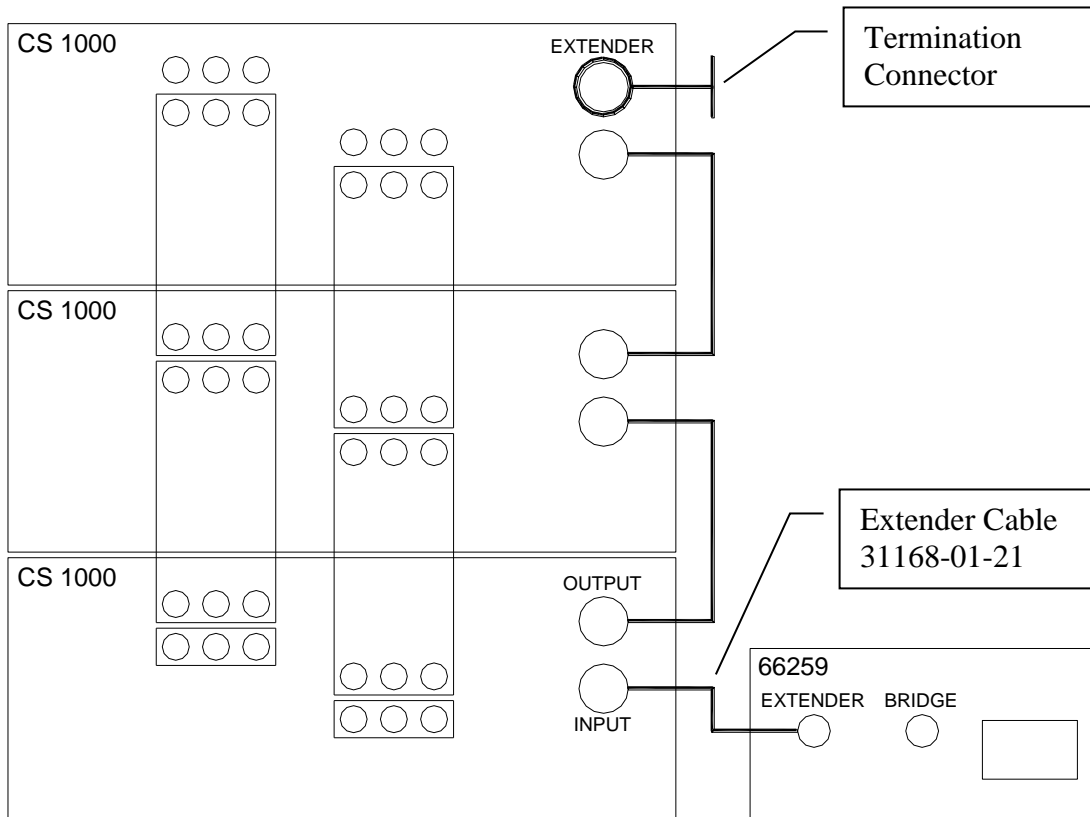 CS 1000
EXTENDER
Termination
Connector
CS 1000
Extender Cable
31168-01-21
CS 1000
OUTPUT
INPUT
66259
EXTENDER
BRIDGE